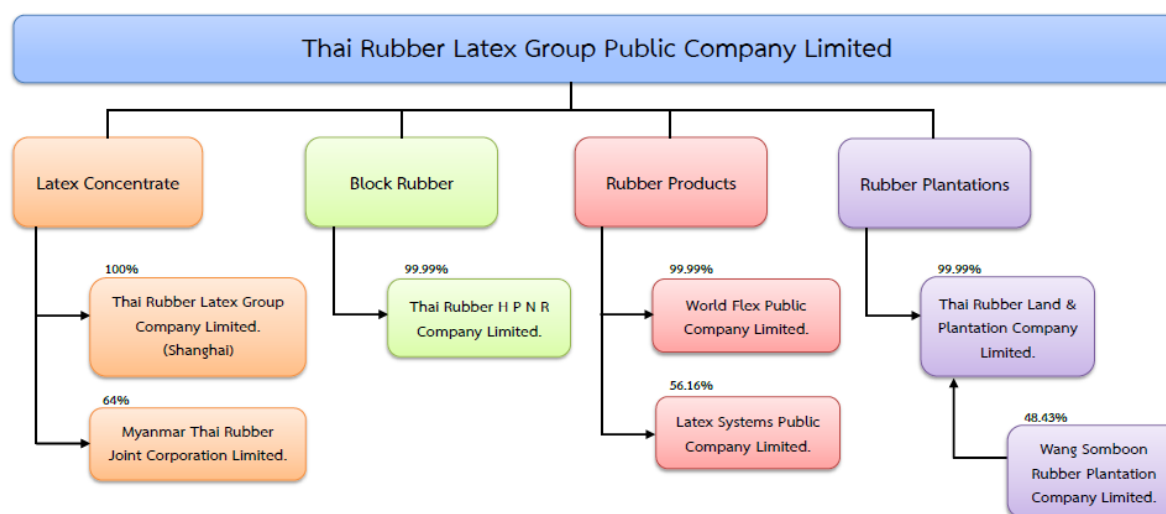 Thai Rubber Latex Group Public Company Limited
Latex Concentrate
Block Rubber
Rubber Products
Rubber Plantations
100%
Thai Rubber Latex Group
Company Limited.
(Shanghai)
64%
Myanmar Thai Rubber
Joint Corporation Limited.
99.99%
Thai Rubber H P N R
Company Limited.
99.99%
World Flex Public
Company Limited.
56.16%
Latex Systems Public
Company Limited.
99.99%
Thai Rubber Land &
Plantation Company
Limited.
48.43%
Wang Somboon
Rubber Plantation
Company Limited.